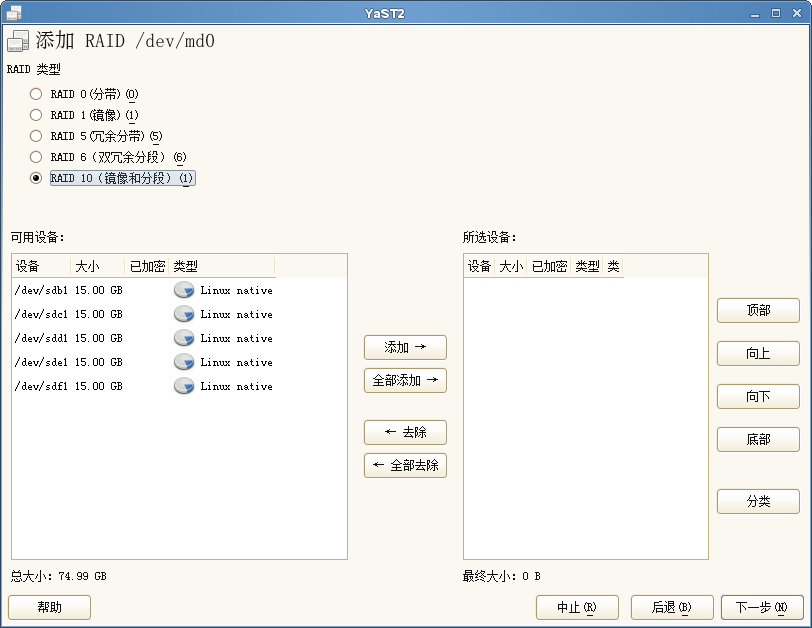 YaST2
添加 RAID /dev/md0
RAID 类型
RAID 0(分带)(0)
RAID 1(镜像)(1)
RAID 5(冗余分带)(5)
RAID 6（双冗余分段）(6)
RAID 10（镜像和分段）(1)
可用设备:
设备 大小 已加密 类型
/dev/sdb1 15.00 GB Linux native
/dev/sdc1 15.00 GB Linux native
/dev/sdd1 15.00 GB Linux native
/dev/sde1 15.00 GB Linux native
/dev/sdf1 15.00 GB Linux native
总大小: 74.99 GB
添加 →
全部添加 →
← 去除
← 全部去除
所选设备:
设备 大小 已加密 类型 类
最终大小: 0 B
顶部
向上
向下
底部
分类
帮助
中止(R)
后退(B)
下一步(N)